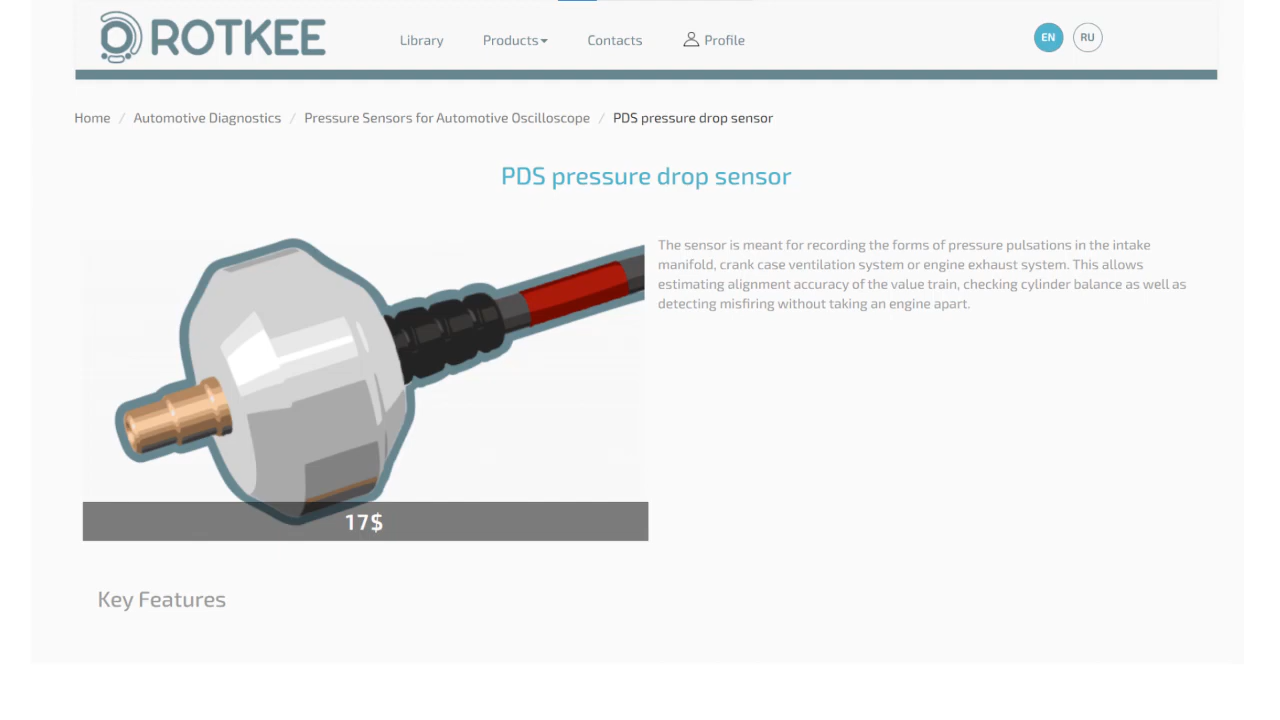 ROTKEE
Library Products Contacts Profile EN RU
Home / Automotive Diagnostics / Pressure Sensors for Automotive Oscilloscope / PDS pressure drop sensor
PDS pressure drop sensor
The sensor is meant for recording the forms of pressure pulsations in the intake
manifold, crank case ventilation system or engine exhaust system. This allows
estimating alignment accuracy of the value train, checking cylinder balance as well as
detecting misfiring without taking an engine apart.
17$
Key Features